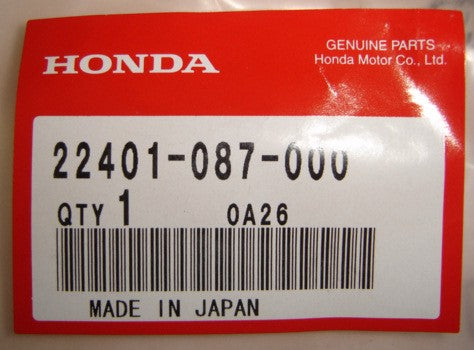 HONDA
GENUINE PARTS
Honda Motor Co., Ltd.
22401-087-000
QTY 1 0A26
MADE IN JAPAN